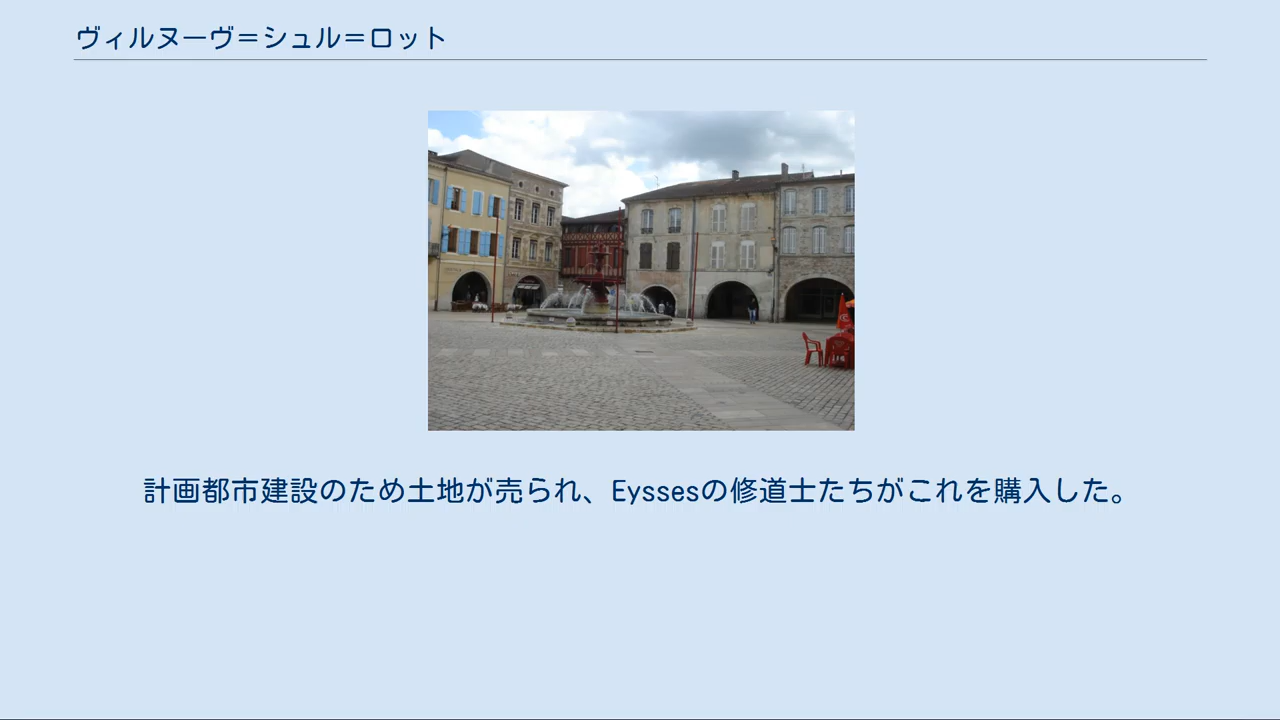 ヴィルヌーヴ＝シュル＝ロット
計画都市建設のため土地が売られ、Eyssesの修道士たちがこれを購入した。